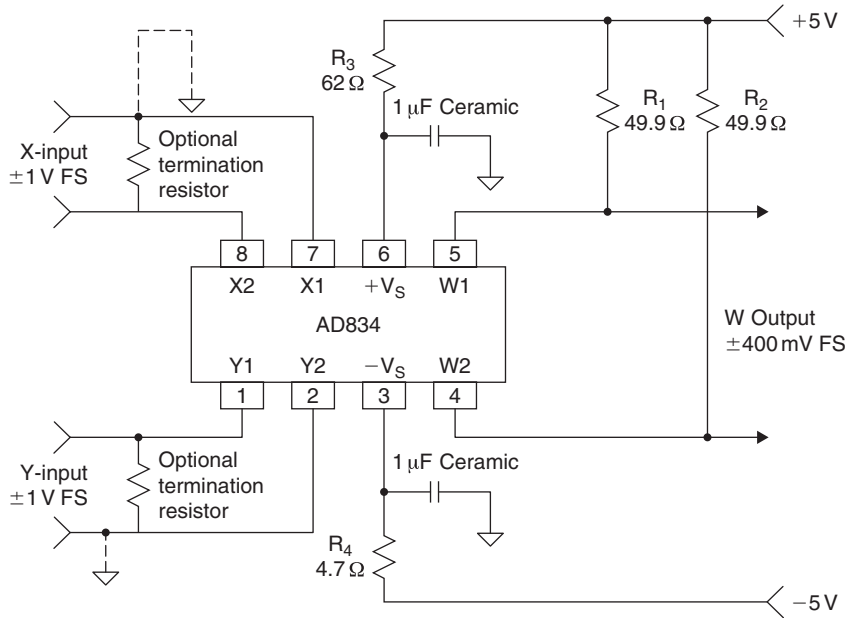 +5 V
R3
62 Ω
1 μF Ceramic
R1
49.9 Ω
R2
49.9 Ω
X-input
±1 V FS
Optional
termination
resistor
8
7
6
5
X2
X1
+VS
W1
AD834
W Output
±400 mV FS
Y1
Y2
−VS
W2
1
2
3
4
Y-input
±1 V FS
Optional
termination
resistor
1 μF Ceramic
R4
4.7 Ω
−5 V